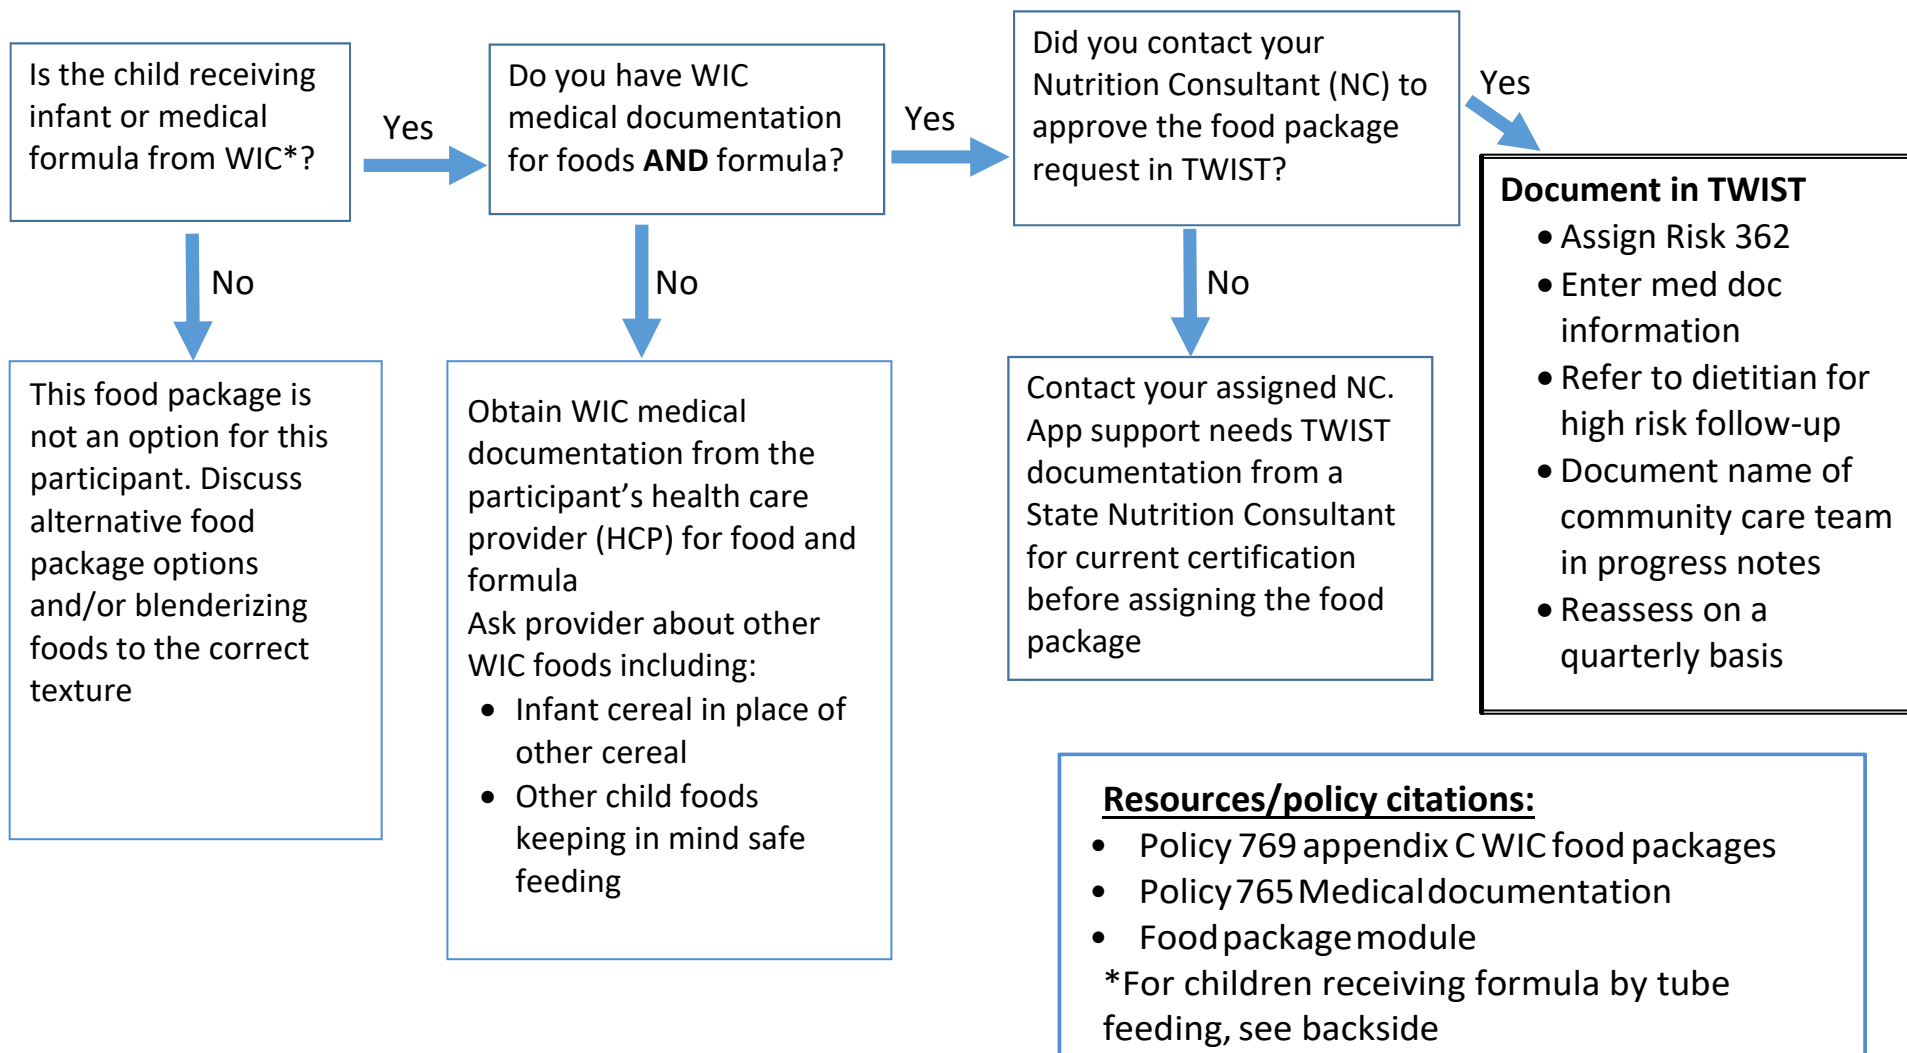 Is the child receiving
infant or medical
formula from WIC*?
Yes
Do you have WIC
medical documentation
for foods AND formula?
Yes
Did you contact your
Nutrition Consultant (NC) to
approve the food package
request in TWIST?
Yes
No
This food package is
not an option for this
participant. Discuss
alternative food
package options
and/or blenderizing
foods to the correct
texture
No
Obtain WIC medical
documentation from the
participant’s health care
provider (HCP) for food and
formula
Ask provider about other
WIC foods including:
• Infant cereal in place of
other cereal
• Other child foods
keeping in mind safe
feeding
No
Contact your assigned NC.
App support needs TWIST
documentation from a
State Nutrition Consultant
for current certification
before assigning the food
package
Document in TWIST
• Assign Risk 362
• Enter med doc
information
• Refer to dietitian for
high risk follow-up
• Document name of
community care team
in progress notes
• Reassess on a
quarterly basis
Resources/policy citations:
• Policy 769 appendix C WIC food packages
• Policy 765 Medical documentation
• Food package module
*For children receiving formula by tube
feeding, see backside